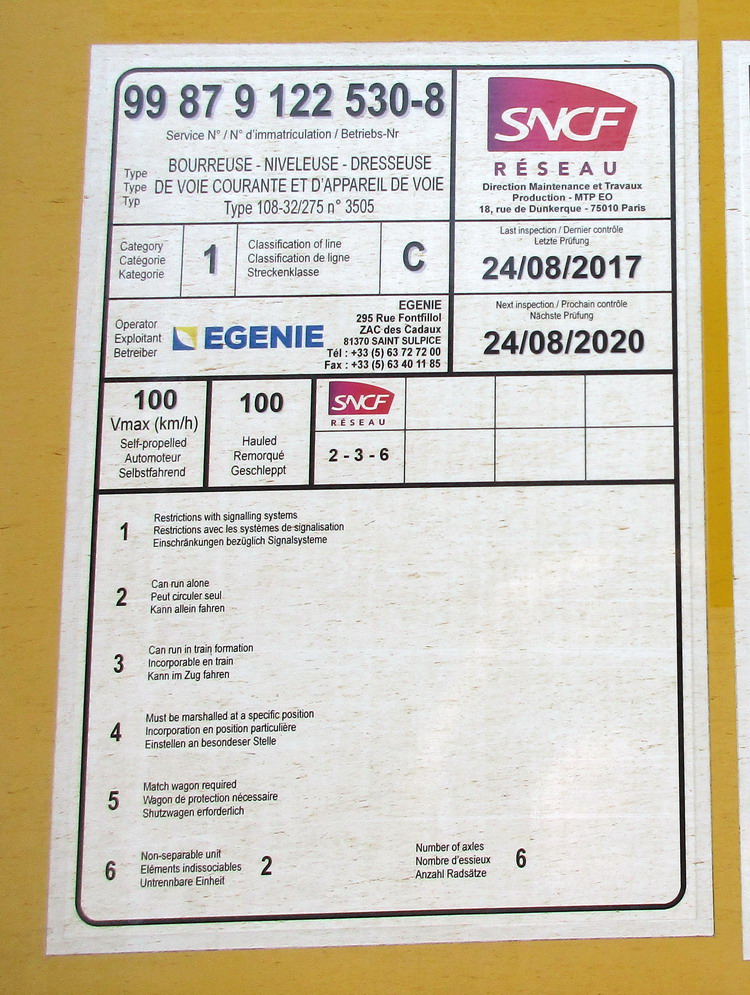 99 87 9 122 530-8
Service N° / N° d'immatriculation / Betriebs-Nr
Type
Type
Typ
BOURREUSE - NIVELEUSE - DRESSEUSE
DE VOIE COURANTE ET D'APPAREIL DE VOIE
Type 108-32/275 n° 3505
SNCF
RÉSEAU
Direction Maintenance et Travaux
Production - MTP EO
18, rue de Dunkerque - 75010 Paris
Category
Catégorie
Kategorie
1
Classification of line
Classification de ligne
Streckenklasse
C
Last inspection / Dernier contrôle
Letzte Prüfung
24/08/2017
Operator
Exploitant
Betreiber
EGENIE
EGENIE
295 Rue Fontfillol
ZAC des Cadaux
81370 SAINT SULPICE
Tél : +33 (5) 63 72 72 00
Fax : +33 (5) 63 40 11 85
Next inspection / Prochain contrôle
Nächste Prüfung
24/08/2020
100
Vmax (km/h)
Self-propelled
Automoteur
Selbstfahrend
100
Hauled
Remorqué
Geschleppt
SNCF
RÉSEAU
2 - 3 - 6
1
Restrictions with signalling systems
Restrictions avec les systèmes de signalisation
Einschränkungen bezüglich Signalsysteme
2
Can run alone
Peut circuler seul
Kann allein fahren
3
Can run in train formation
Incorporable en train
Kann im Zug fahren
4
Must be marshalled at a specific position
Incorporation en position particulière
Einstellen an besondeser Stelle
5
Match wagon required
Wagon de protection nécessaire
Shutzwagen erforderlich
6
Non-separable unit
Eléments indissociables
Untrennbare Einheit
2
Number of axles
Nombre d'essieux
Anzahl Radsätze
6